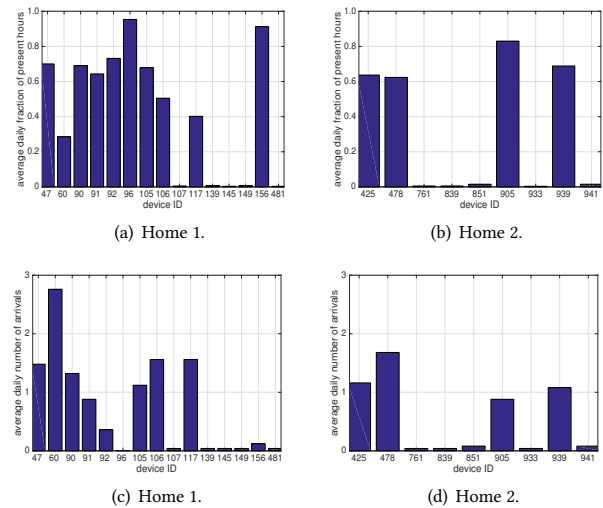 average daily fraction of present hours
1.0
0.8
0.6
0.4
0.2
0
47 60 90 91 92 96 105 106 107 117 139 145 149 156 481
device ID
(a) Home 1.
average daily fraction of present hours
1.0
0.8
0.6
0.4
0.2
0
425 478 761 839 851 905 933 939 941
device ID
(b) Home 2.
average daily number of arrivals
3
2
1
0
47 60 90 91 92 96 105 106 107 117 139 145 149 156 481
device ID
(c) Home 1.
average daily number of arrivals
3
2
1
0
425 478 761 839 851 905 933 939 941
device ID
(d) Home 2.